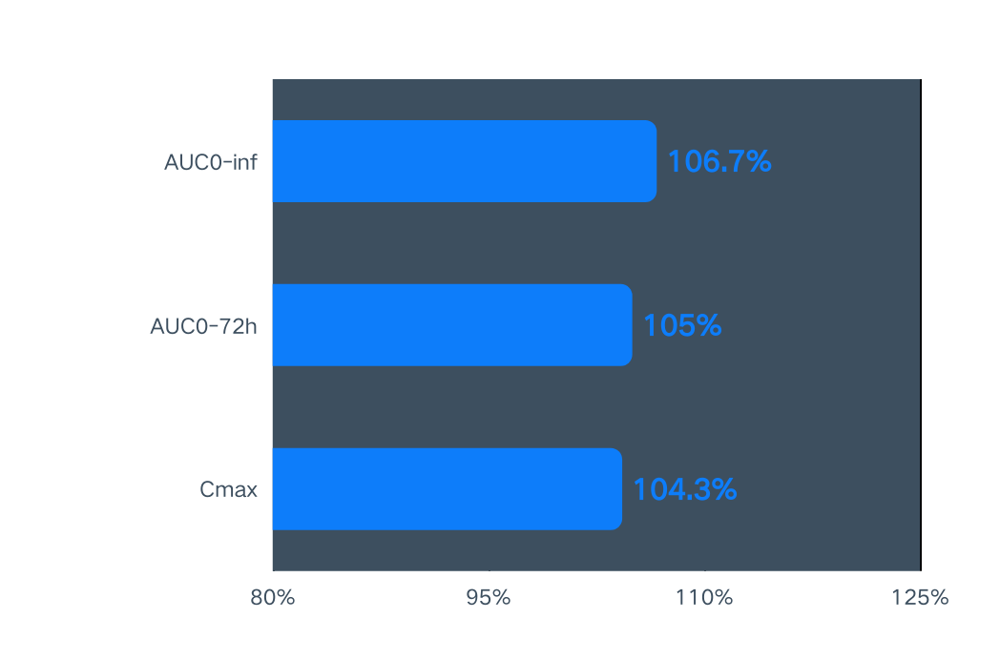 AUC0-inf 106.7%
AUC0-72h 105%
Cmax 104.3%
80% 95% 110% 125%